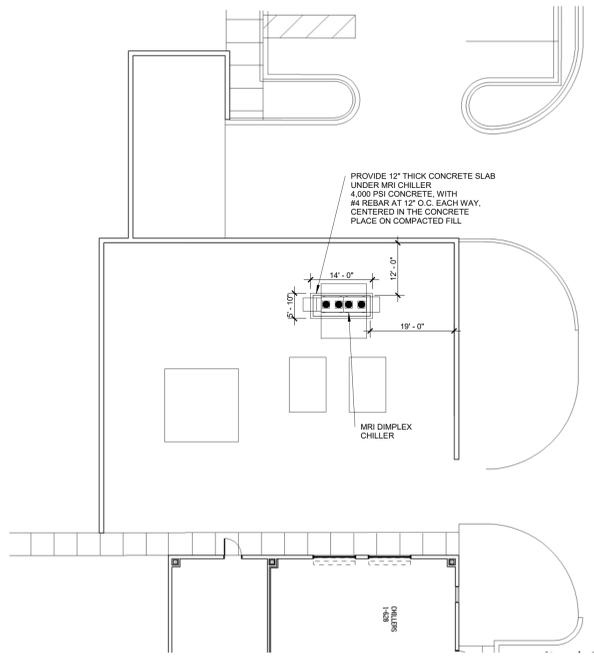 PROVIDE 12" THICK CONCRETE SLAB
UNDER MRI CHILLER
4,000 PSI CONCRETE, WITH
#4 REBAR AT 12" O.C. EACH WAY,
CENTERED IN THE CONCRETE
PLACE ON COMPACTED FILL
12' - 0"
14' - 0"
5' - 10"
19' - 0"
MRI DIMPLEX
CHILLER
CHILLERS
1-628